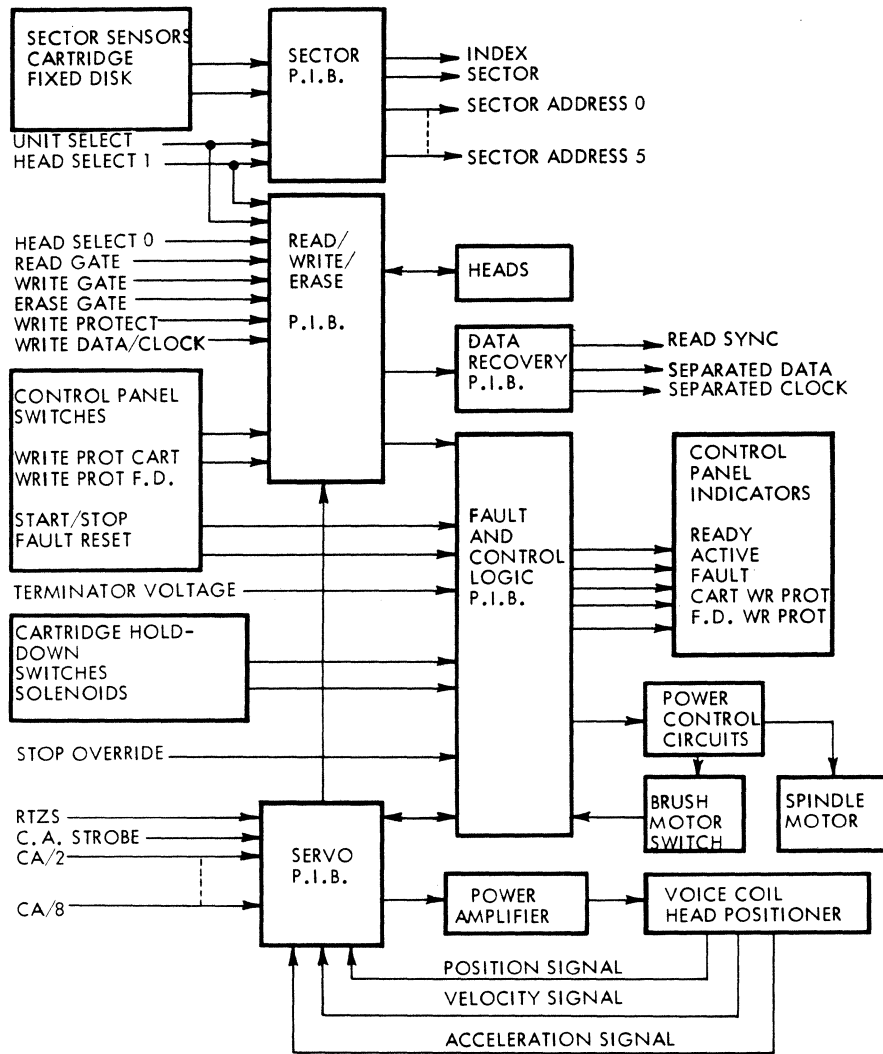 SECTOR SENSORS
CARTRIDGE
FIXED DISK
SECTOR
P.I.B.
INDEX
SECTOR
SECTOR ADDRESS 0
SECTOR ADDRESS 5
UNIT SELECT
HEAD SELECT 1
HEAD SELECT 0
READ GATE
WRITE GATE
ERASE GATE
WRITE PROTECT
WRITE DATA/CLOCK
READ/
WRITE/
ERASE
P.I.B.
HEADS
DATA
RECOVERY
P.I.B.
READ SYNC
SEPARATED DATA
SEPARATED CLOCK
CONTROL PANEL
SWITCHES
WRITE PROT CART
WRITE PROT F.D.
START/STOP
FAULT RESET
TERMINATOR VOLTAGE
CARTRIDGE HOLD-
DOWN
SWITCHES
SOLENOIDS
STOP OVERRIDE
FAULT
AND
CONTROL
LOGIC
P.I.B.
CONTROL
PANEL
INDICATORS
READY
ACTIVE
FAULT
CART WR PROT
F.D. WR PROT
POWER
CONTROL
CIRCUITS
BRUSH
MOTOR
SWITCH
SPINDLE
MOTOR
RTZS
C.A. STROBE
CA/2
CA/8
SERVO
P.I.B.
POWER
AMPLIFIER
VOICE COIL
HEAD POSITIONER
POSITION SIGNAL
VELOCITY SIGNAL
ACCELERATION SIGNAL